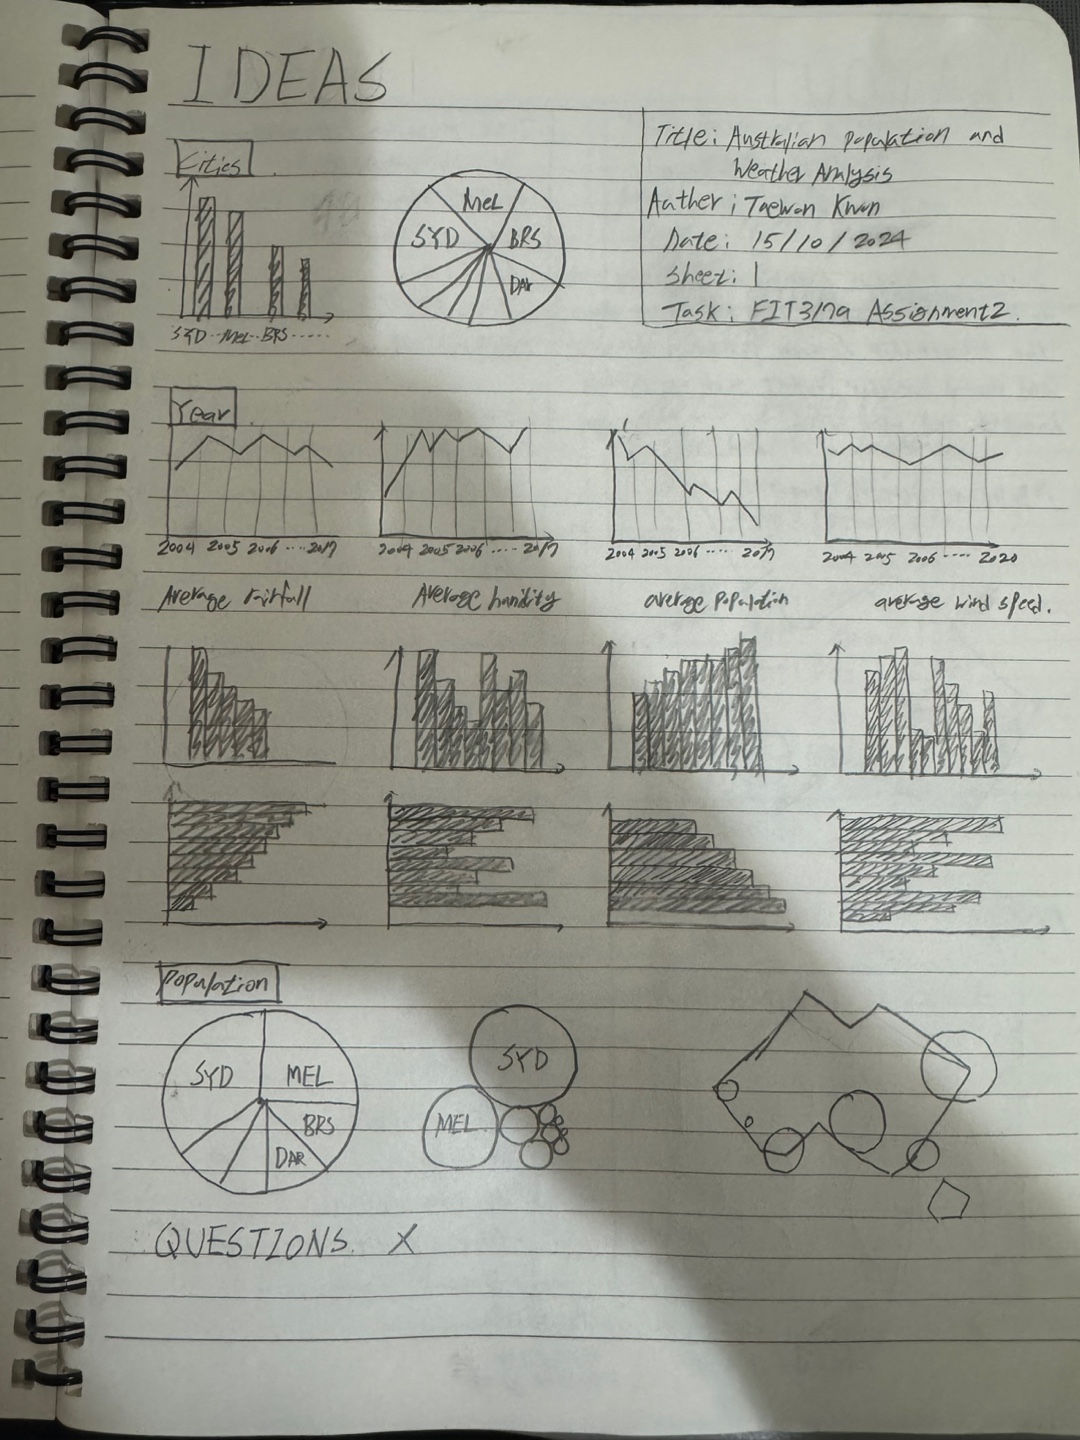 IDEAS
Title: Australian Population and
Weather Analysis
Auther: Taewon Kwon
Date: 15/10/2024
Sheet: 1
Task: FIT3179 Assignment2.
Cities
MEL
SYD
BRS
DAR
SYD ... MEL .. BRS ......
Year
2004 2005 2006 .... 2017
2004 2005 2006 ..... 2017
2004 2005 2006 .... 2017
2004 2005 2006 ..... 2020
Average rainfall
Average humidity
average population
average wind speed.
Population
SYD
MEL
BRS
DAR
SYD
MEL
QUESTIONS. X